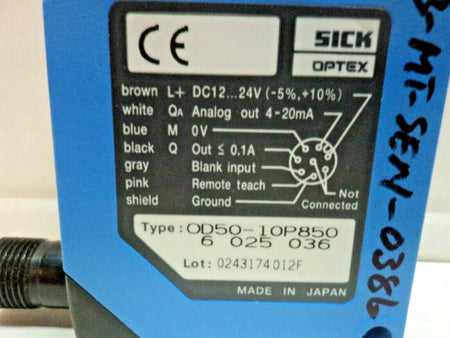 CE
SICK
OPTEX
brown L+ DC12...24V (-5%,+10%)
white QA Analog out 4-20mA
blue M 0V
black Q Out ≤ 0.1A
gray Blank input
pink Remote teach
shield Ground
Not
Connected
Type: OD50-10P850
6 025 036
Lot: 0243174 012F
MADE IN JAPAN
-MT-SEN-0386